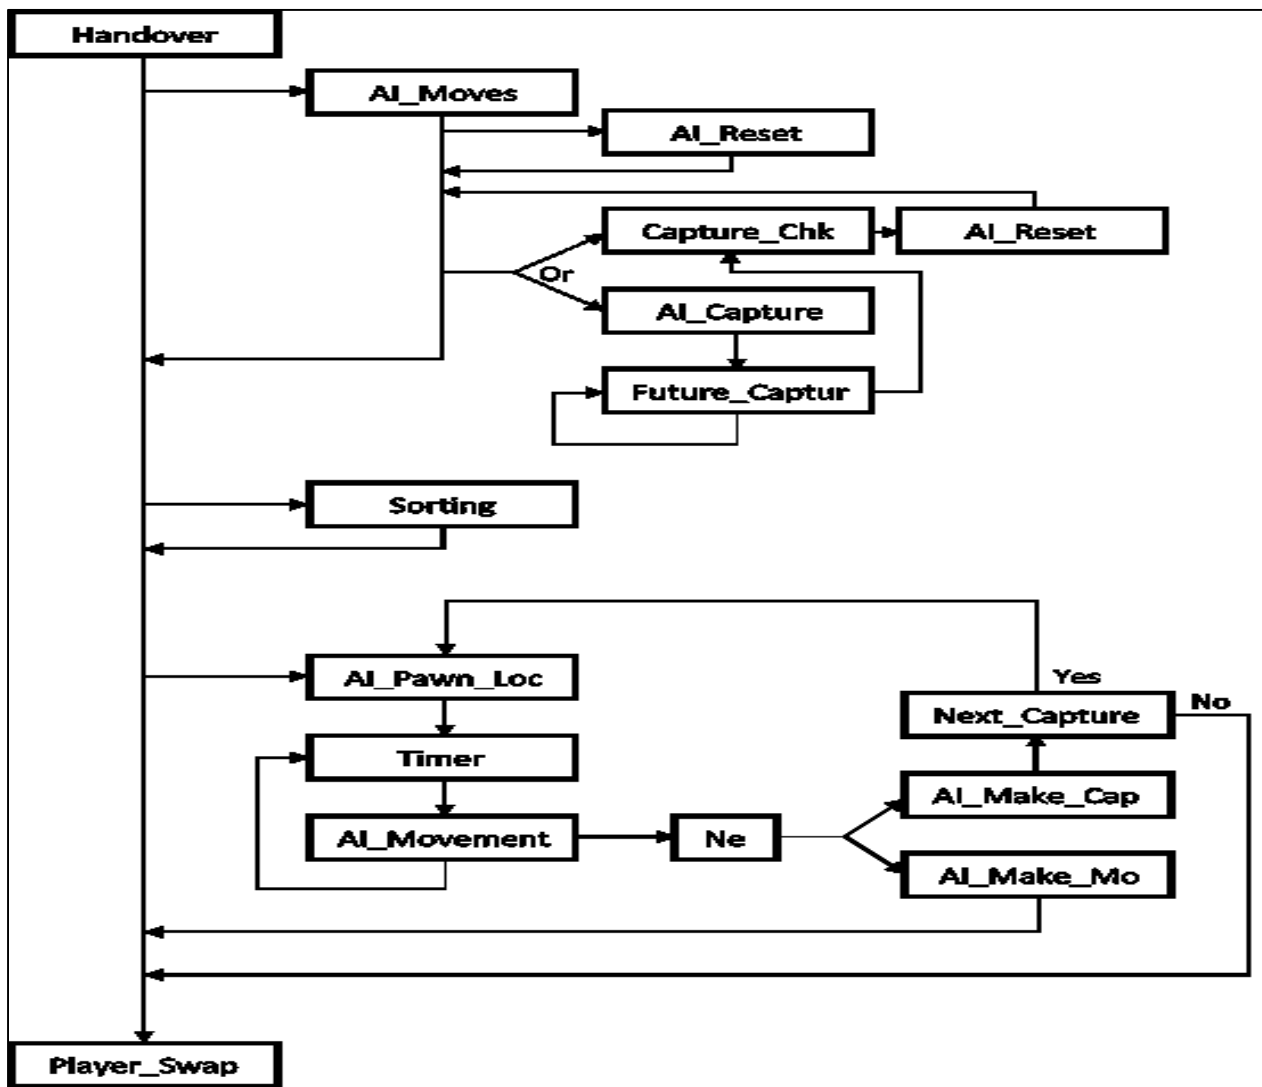 Handover
AI_Moves
AI_Reset
Capture_Chk
AI_Reset
Or
AI_Capture
Future_Captur
Sorting
AI_Pawn_Loc
Yes
Next_Capture
No
Timer
AI_Make_Cap
AI_Movement
Ne
AI_Make_Mo
Player_Swap